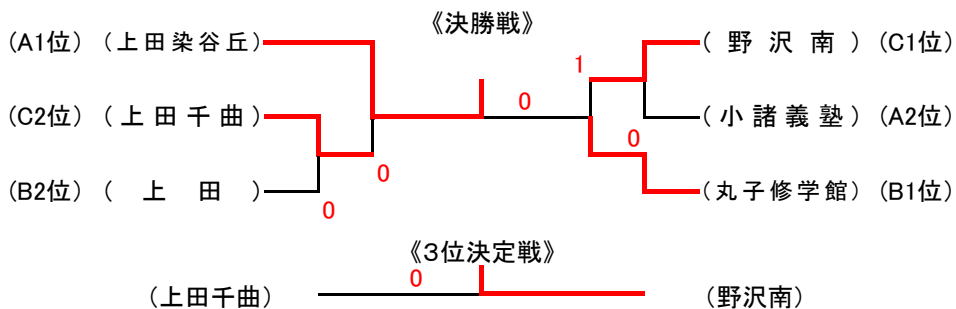 《決勝戦》
(A1位) (上田染谷丘) (野沢南) (C1位)
1
0
(C2位) (上田千曲) (小諸義塾) (A2位)
0
0
(B2位) (上田) (丸子修学館) (B1位)
0
《3位決定戦》
0
(上田千曲) (野沢南)